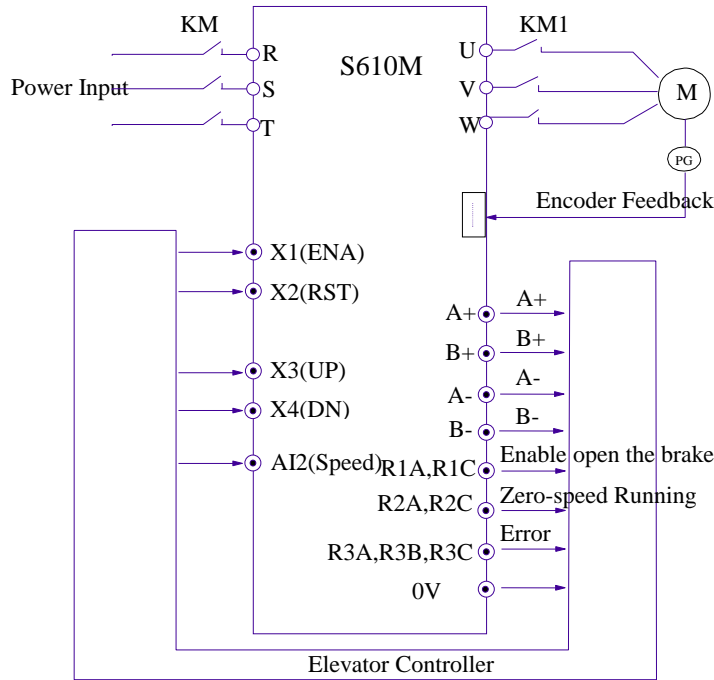 KM
KM1
R
U
S610M
Power Input
S
V
M
T
W
PG
Encoder Feedback
X1(ENA)
X2(RST)
A+
A+
B+
B+
X3(UP)
A-
A-
X4(DN)
B-
B-
Enable open the brake
AI2(Speed)
R1A,R1C
Zero-speed Running
R2A,R2C
Error
R3A,R3B,R3C
0V
Elevator Controller